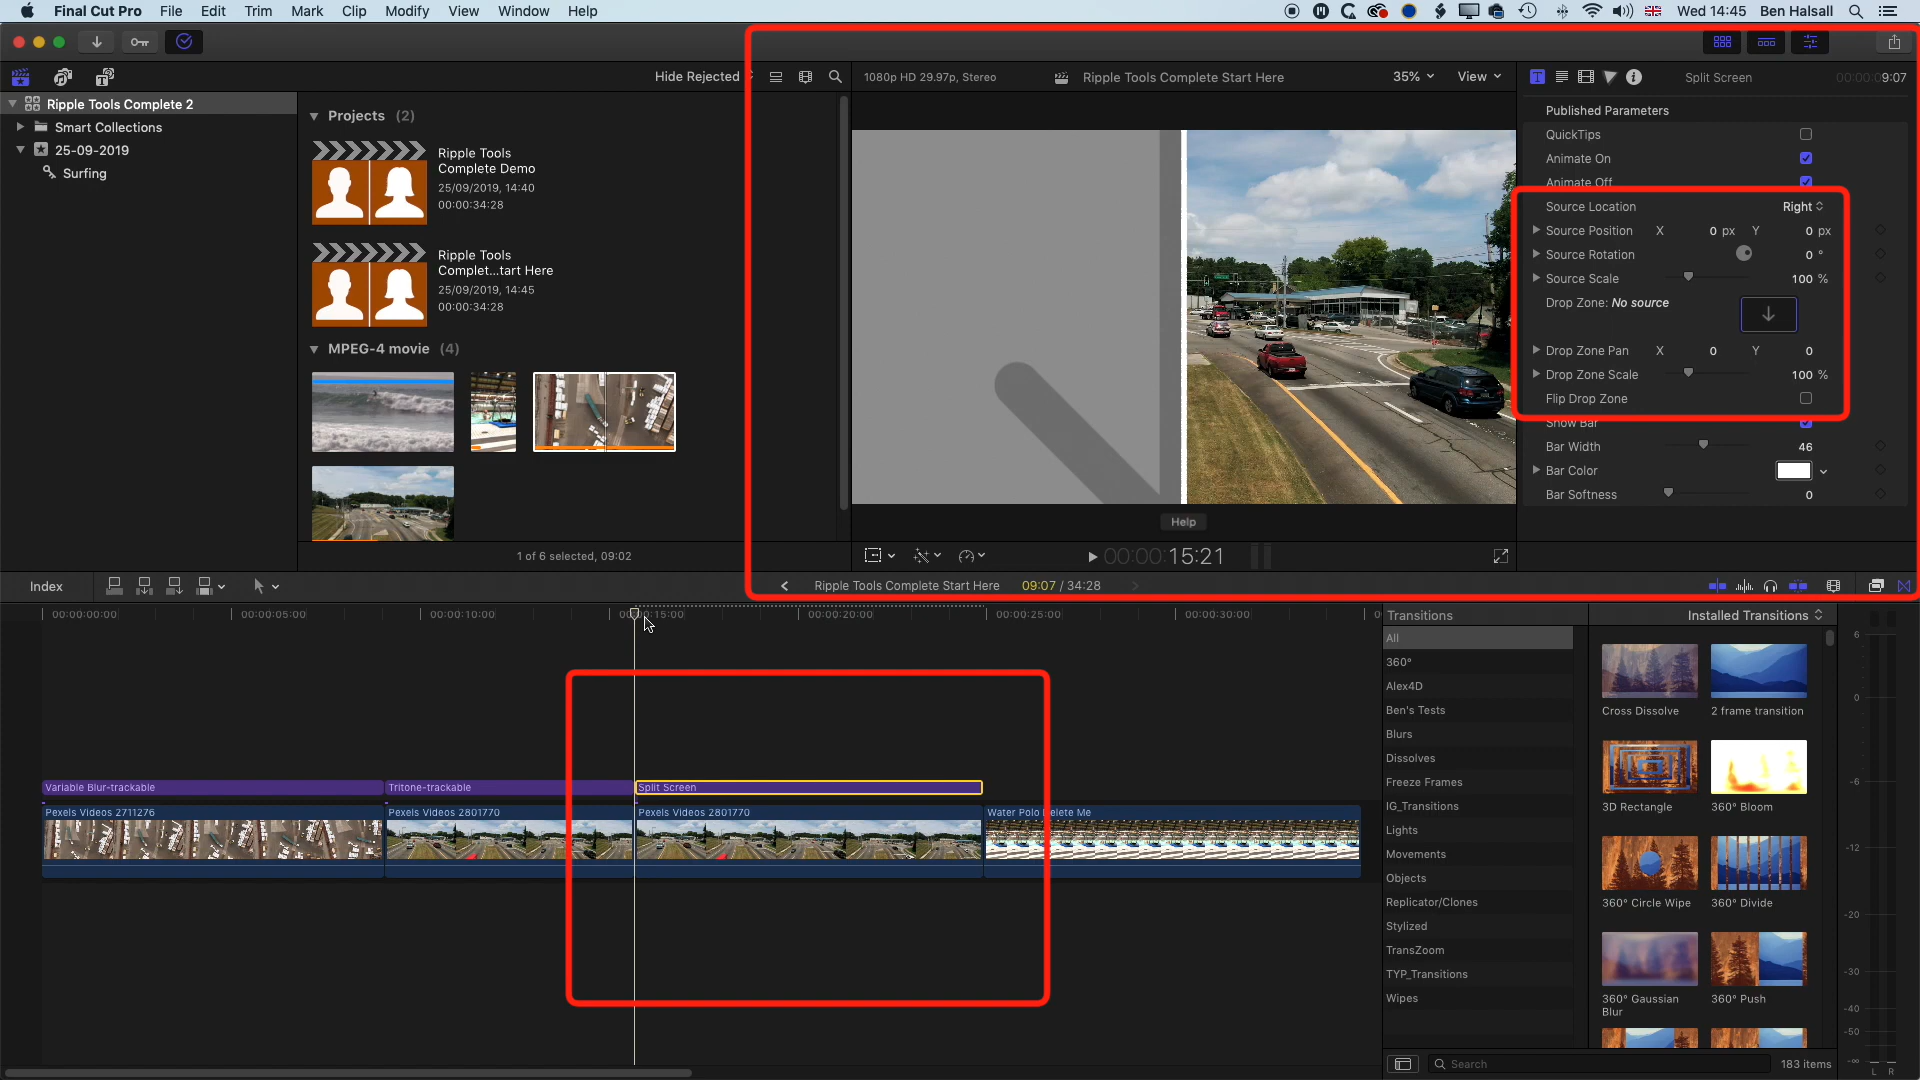 Final Cut Pro File Edit Trim Mark Clip Modify View Window Help Wed 14:45 Ben Halsall
Hide Rejected
1080p HD 29.97p, Stereo
Ripple Tools Complete Start Here
35%
View
Split Screen
00:00:09:07
Ripple Tools Complete 2
Smart Collections
25-09-2019
Surfing
Projects (2)
Ripple Tools
Complete Demo
25/09/2019, 14:40
00:00:34:28
Ripple Tools
Complet...tart Here
25/09/2019, 14:45
00:00:34:28
MPEG-4 movie (4)
1 of 6 selected, 09:02
Help
00:00:15:21
Published Parameters
QuickTips
Animate On
Animate Off
Source Location Right
Source Position X 0 px Y 0 px
Source Rotation 0 °
Source Scale 100 %
Drop Zone: No source
Drop Zone Pan X 0 Y 0
Drop Zone Scale 100 %
Flip Drop Zone
Show Bar
Bar Width 46
Bar Color
Bar Softness 0
Index
Ripple Tools Complete Start Here 09:07 / 34:28
00:00:00:00 00:00:05:00 00:00:10:00 00:00:15:00 00:00:20:00 00:00:25:00 00:00:30:00
Variable Blur-trackable
Tritone-trackable
Split Screen
Pexels Videos 2711276
Pexels Videos 2801770
Pexels Videos 2801770
Water Polo Delete Me
Transitions
Installed Transitions
All
360°
Alex4D
Ben's Tests
Blurs
Dissolves
Freeze Frames
IG_Transitions
Lights
Movements
Objects
Replicator/Clones
Stylized
TransZoom
TYP_Transitions
Wipes
Cross Dissolve
2 frame transition
3D Rectangle
360° Bloom
360° Circle Wipe
360° Divide
360° Gaussian
Blur
360° Push
Search
183 items
6
0
-6
-12
-20
-30
-40
-50
-∞
L R